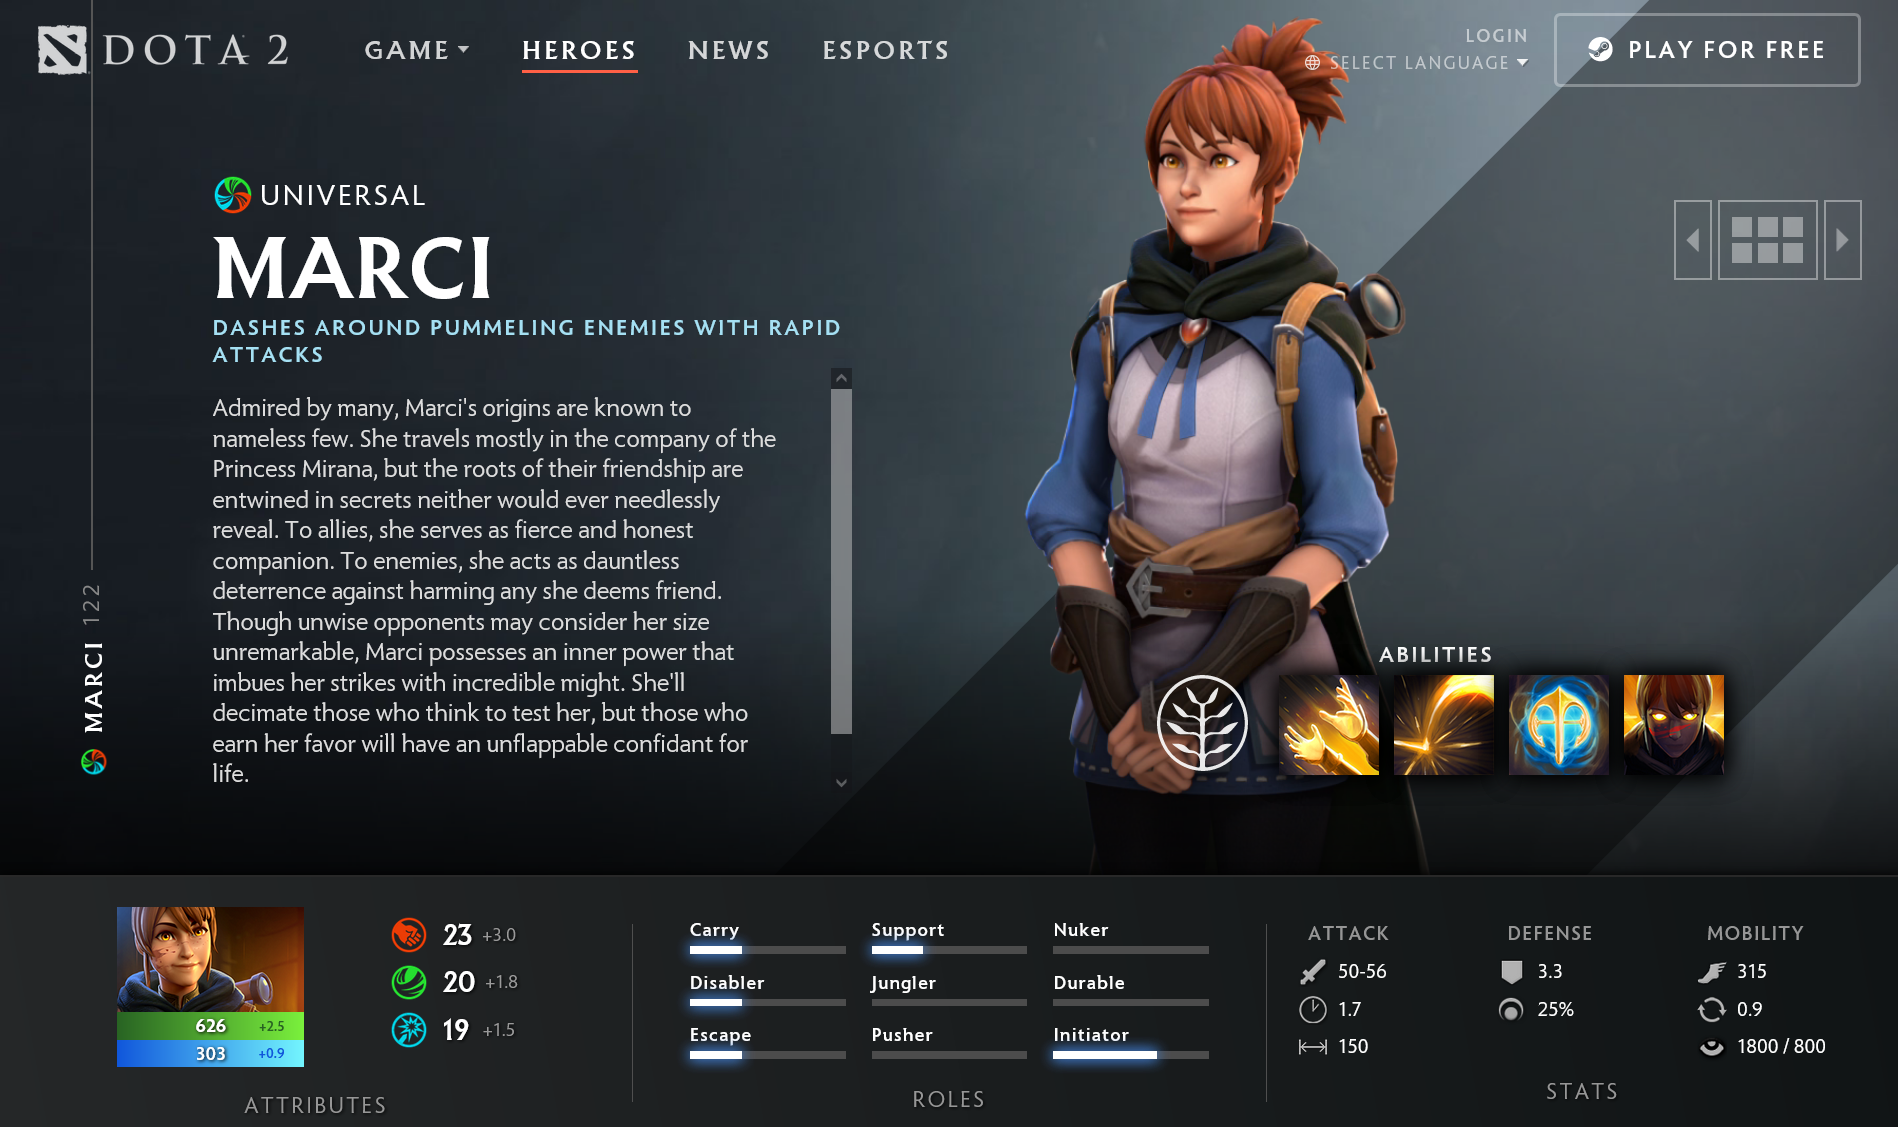 DOTA 2
GAME
HEROES
NEWS
ESPORTS
LOGIN
SELECT LANGUAGE
PLAY FOR FREE
UNIVERSAL
MARCI
DASHES AROUND PUMMELING ENEMIES WITH RAPID
ATTACKS
Admired by many, Marci's origins are known to
nameless few. She travels mostly in the company of the
Princess Mirana, but the roots of their friendship are
entwined in secrets neither would ever needlessly
reveal. To allies, she serves as fierce and honest
companion. To enemies, she acts as dauntless
deterrence against harming any she deems friend.
Though unwise opponents may consider her size
unremarkable, Marci possesses an inner power that
imbues her strikes with incredible might. She'll
decimate those who think to test her, but those who
earn her favor will have an unflappable confidant for
life.
MARCI 122
ABILITIES
626 +2.5
303 +0.9
23 +3.0
20 +1.8
19 +1.5
ATTRIBUTES
Carry Support Nuker
Disabler Jungler Durable
Escape Pusher Initiator
ROLES
ATTACK DEFENSE MOBILITY
50-56 3.3 315
1.7 25% 0.9
150 1800 / 800
STATS